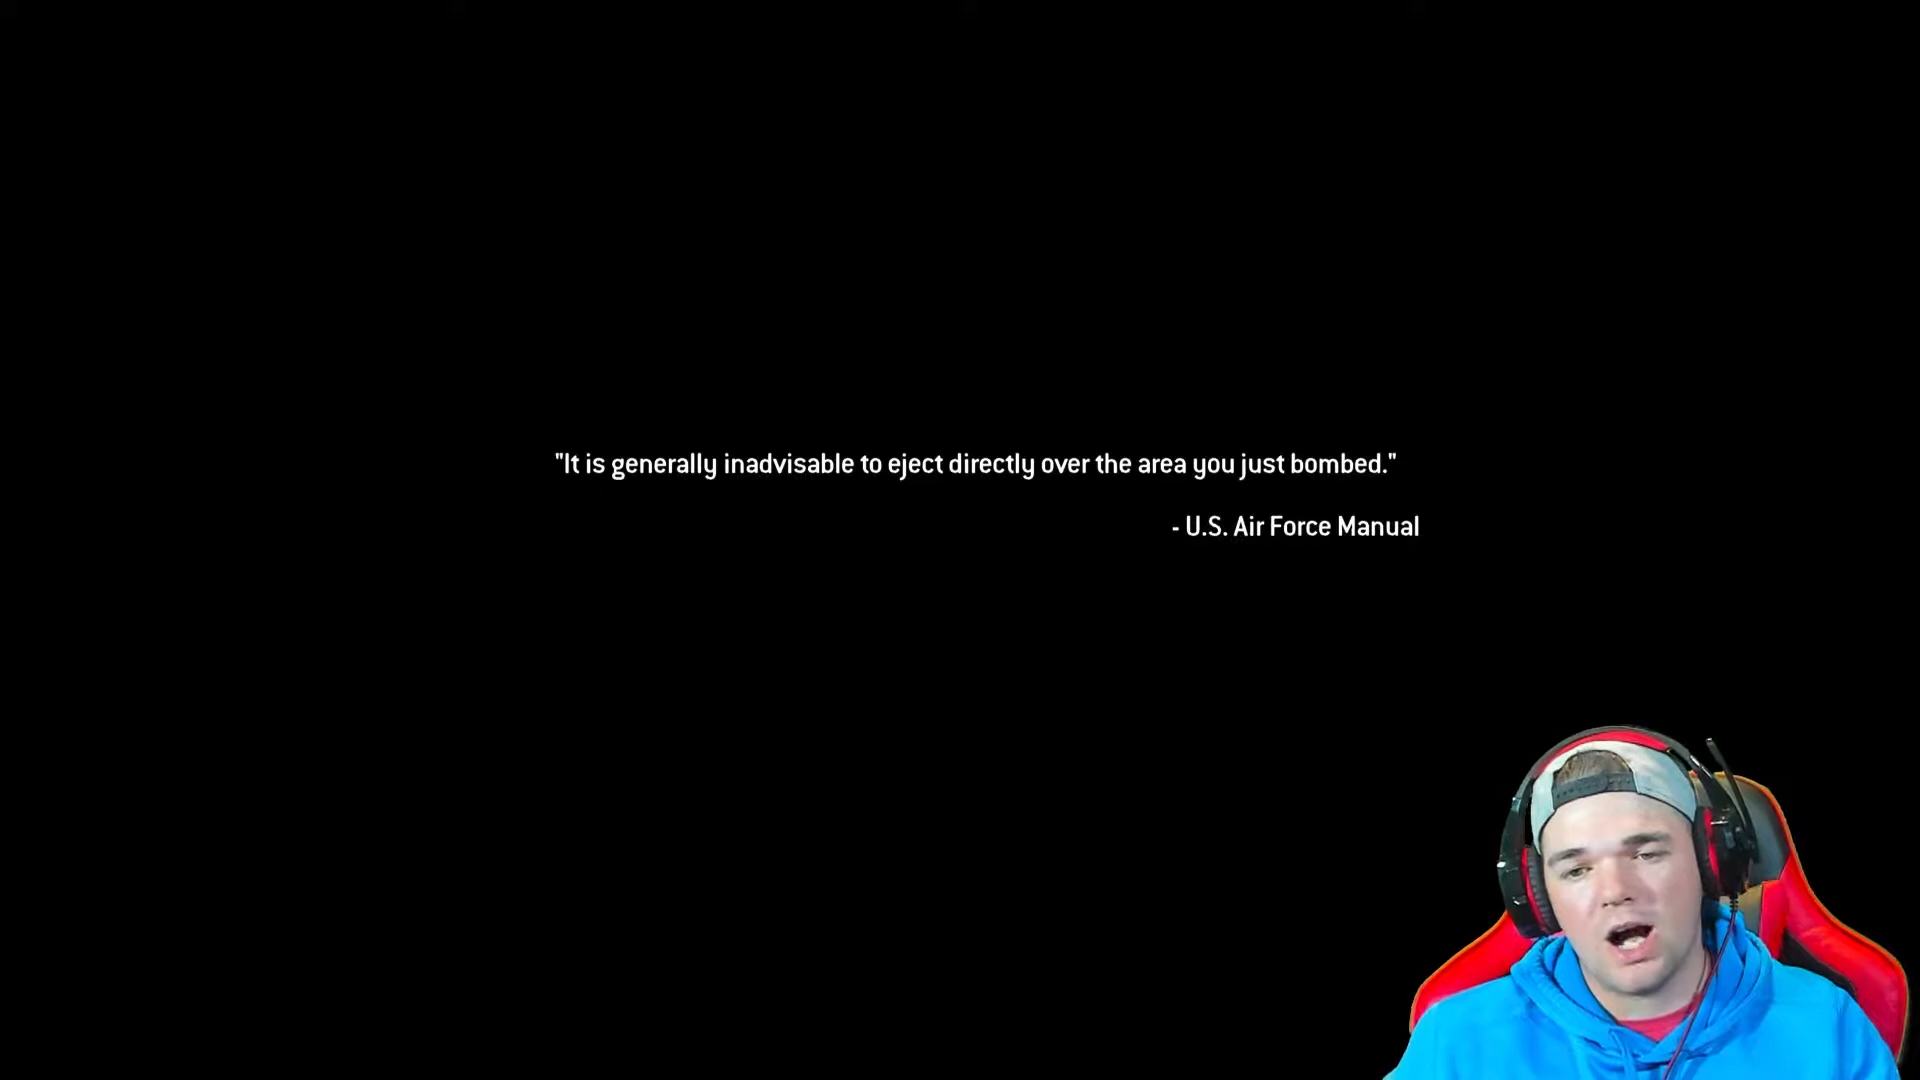 "It is generally inadvisable to eject directly over the area you just bombed."
- U.S. Air Force Manual